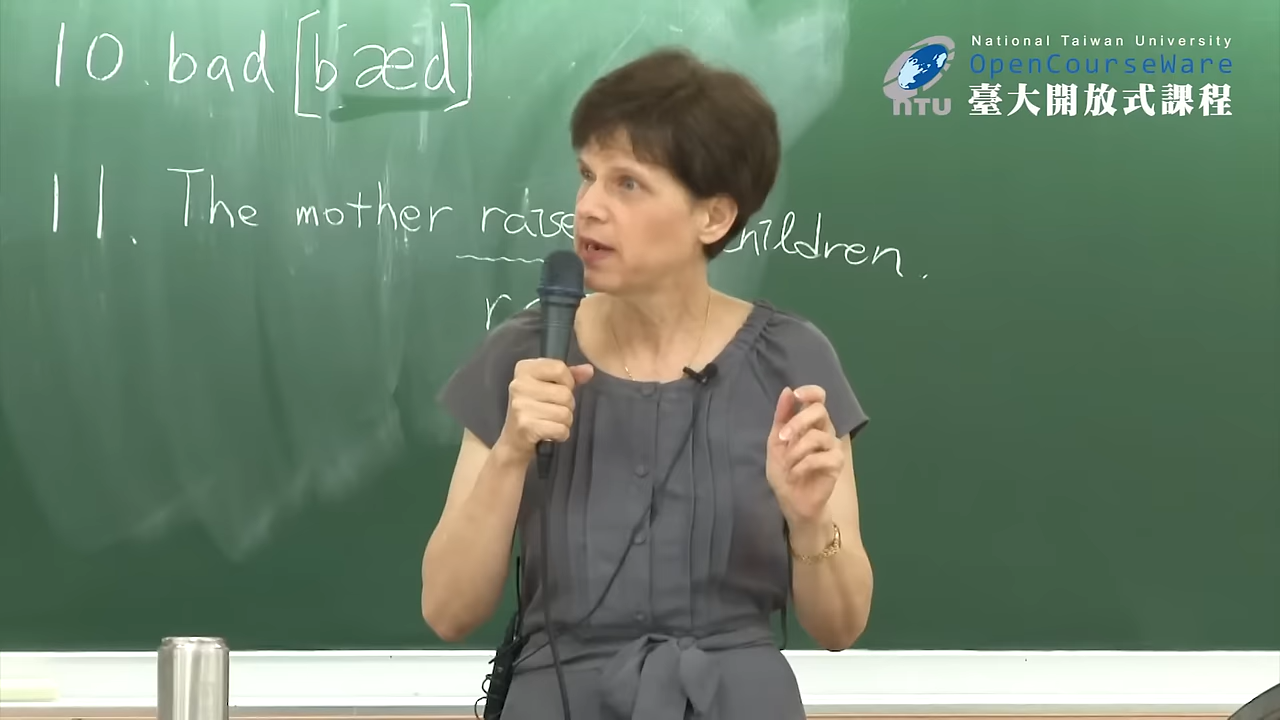 10. bad [bæd]
11. The mother raise children.
National Taiwan University
OpenCourseWare
NTU 臺大開放式課程